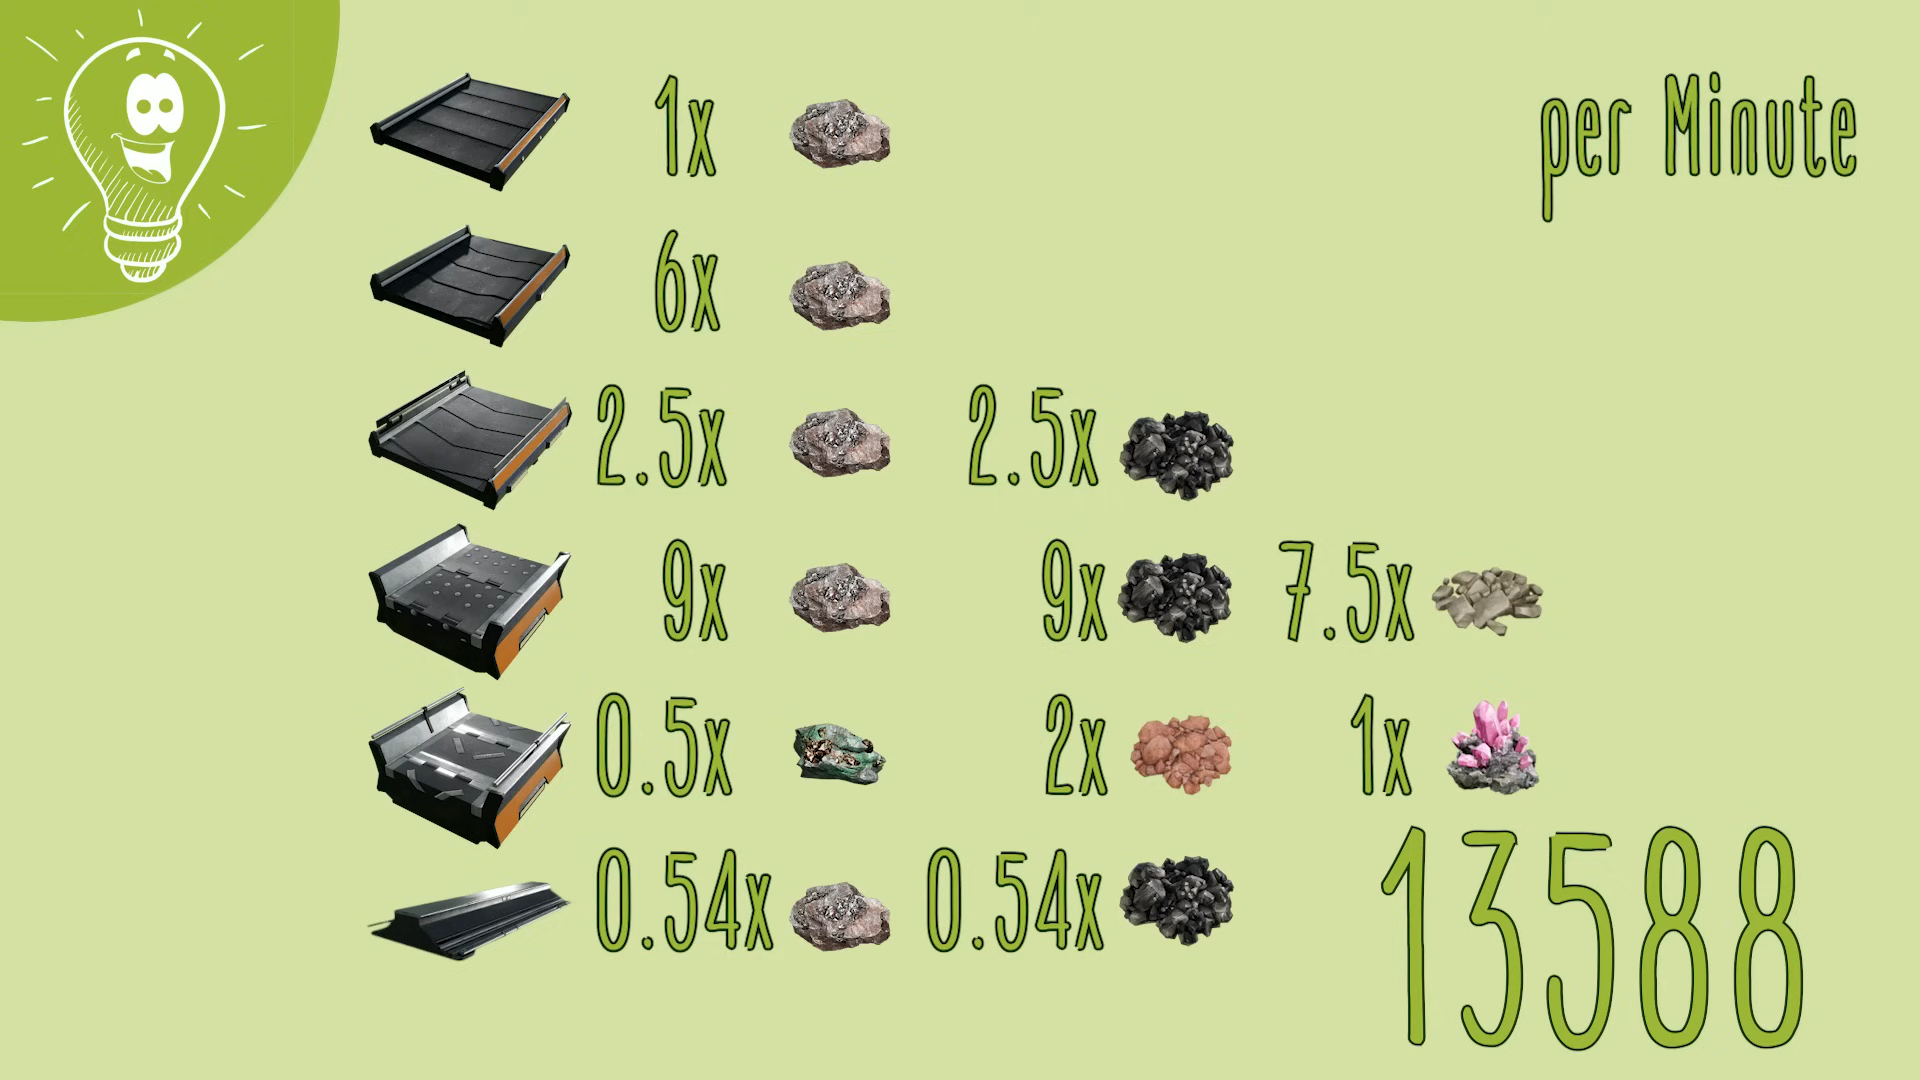 per Minute
1x
6x
2.5x 2.5x
9x 9x 7.5x
0.5x 2x 1x
0.54x 0.54x
13588